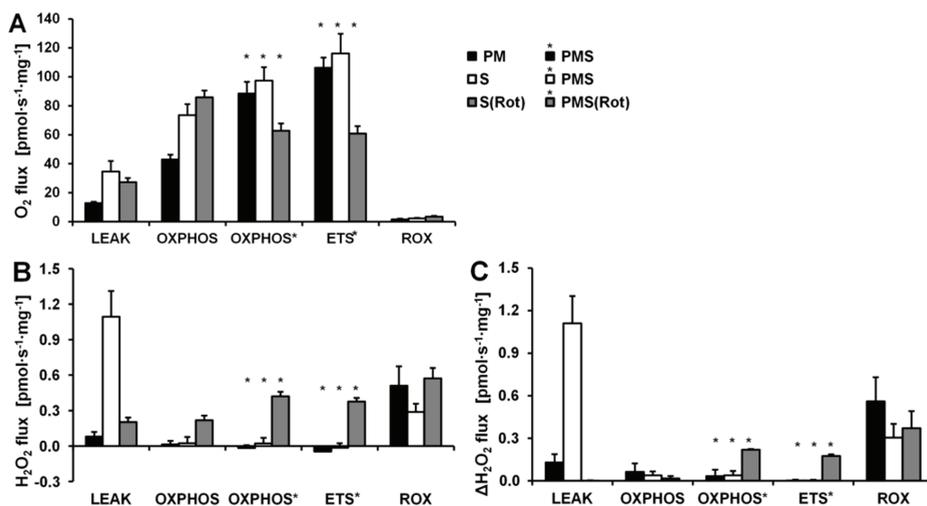 A
O₂ flux [pmol·s⁻¹·mg⁻¹]
140
120
100
80
60
40
20
0
* * *
* * *
LEAK OXPHOS OXPHOS* ETS* ROX
PM * PMS
S * PMS
S(Rot) * PMS(Rot)
B
H₂O₂ flux [pmol·s⁻¹·mg⁻¹]
1.5
1.2
0.9
0.6
0.3
0.0
-0.3
* * *
* * *
LEAK OXPHOS OXPHOS* ETS* ROX
C
ΔH₂O₂ flux [pmol·s⁻¹·mg⁻¹]
1.5
1.2
0.9
0.6
0.3
0.0
* * *
* * *
LEAK OXPHOS OXPHOS* ETS* ROX